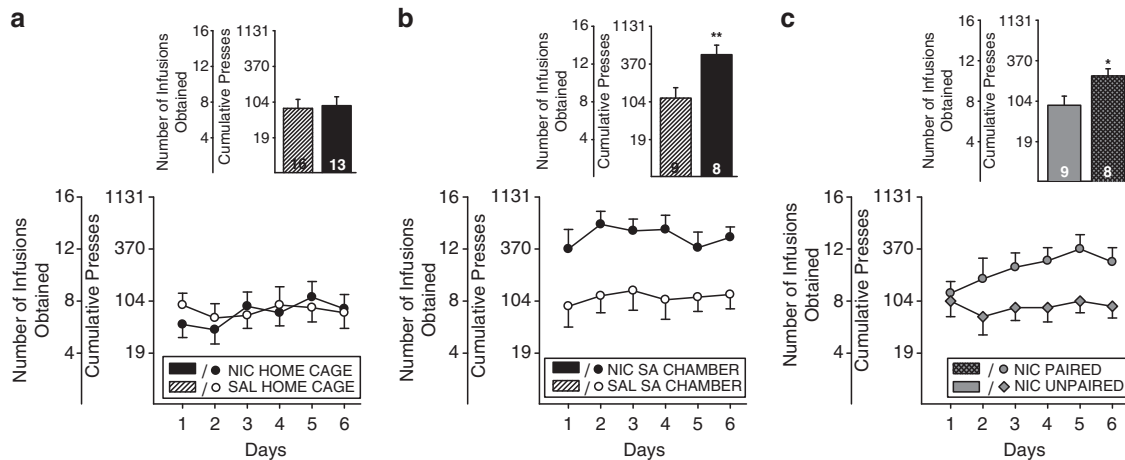 a
Number of Infusions
Obtained
16
12
8
4
Cumulative Presses
1131
370
104
19
16
13
Number of Infusions
Obtained
16
12
8
4
Cumulative Presses
1131
370
104
19
NIC HOME CAGE
SAL HOME CAGE
1 2 3 4 5 6
Days
b
Number of Infusions
Obtained
16
12
8
4
Cumulative Presses
1131
370
104
19
**
9
8
Number of Infusions
Obtained
16
12
8
4
Cumulative Presses
1131
370
104
19
/ NIC SA CHAMBER
/ SAL SA CHAMBER
1 2 3 4 5 6
Days
c
Number of Infusions
Obtained
16
12
8
4
Cumulative Presses
1131
370
104
19
*
9
8
Number of Infusions
Obtained
16
12
8
4
Cumulative Presses
1131
370
104
19
/ NIC PAIRED
/ NIC UNPAIRED
1 2 3 4 5 6
Days